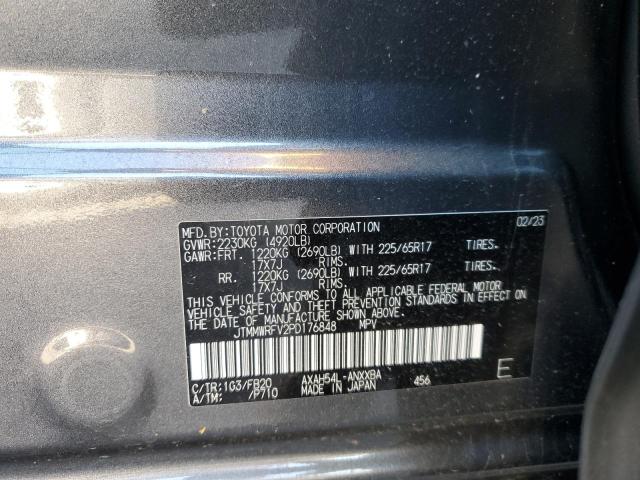 MFD.BY:TOYOTA MOTOR CORPORATION 02/23
GVWR:2230KG (4920LB)
GAWR:FRT. 1220KG (2690LB) WITH 225/65R17 TIRES.
17X7J RIMS.
RR. 1220KG (2690LB) WITH 225/65R17 TIRES.
17X7J RIMS.
THIS VEHICLE CONFORMS TO ALL APPLICABLE FEDERAL MOTOR
VEHICLE SAFETY AND THEFT PREVENTION STANDARDS IN EFFECT
ON THE DATE OF MANUFACTURE SHOWN ABOVE.
JTMMWRFV2PD176848 MPV
C/TR:1G3/FB20 AXAH54L-ANXXBA 456 E
A/TM: /P710 MADE IN JAPAN